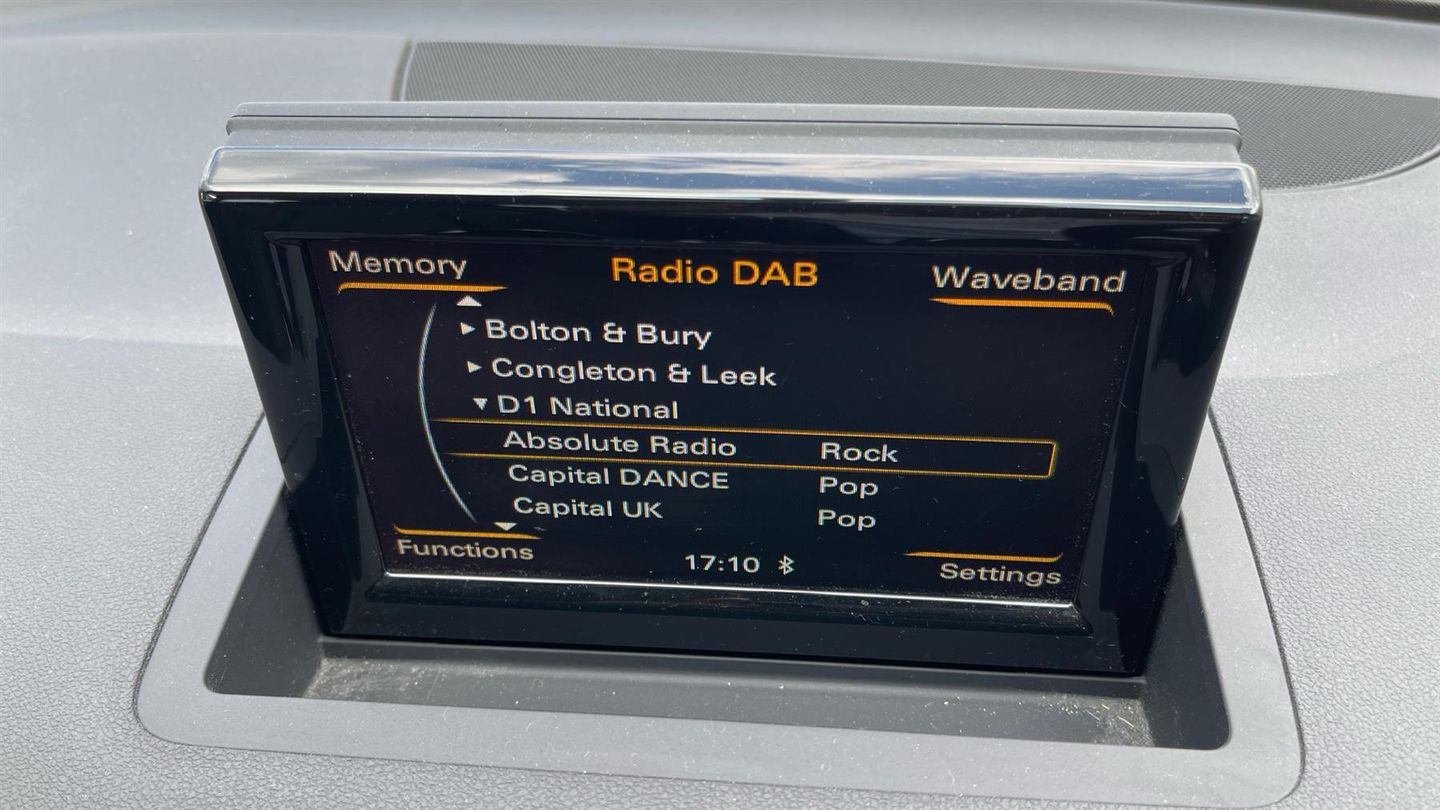 Memory Radio DAB Waveband
Bolton & Bury
Congleton & Leek
D1 National
Absolute Radio Rock
Capital DANCE Pop
Capital UK Pop
Functions 17:10 Settings